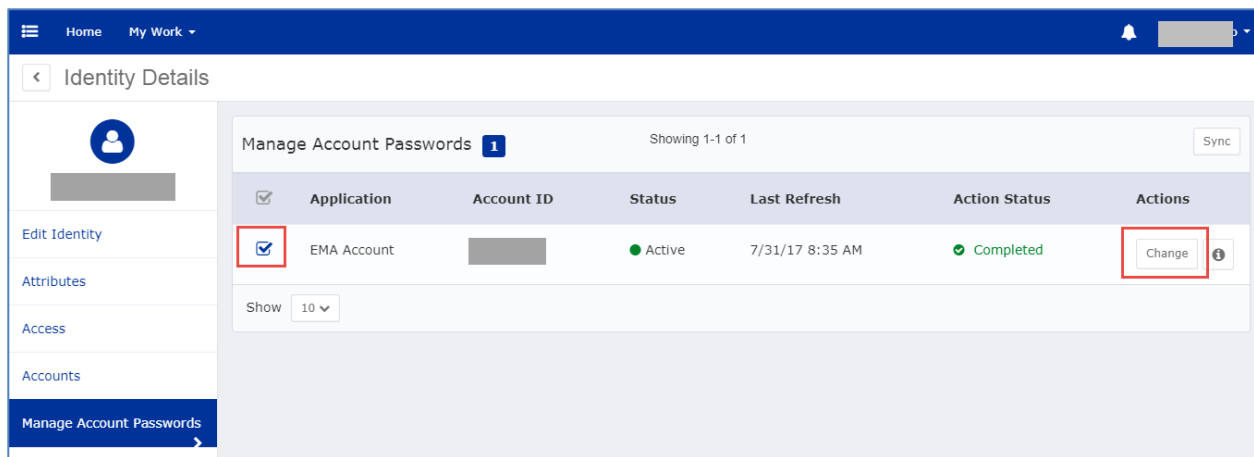 Home My Work
Identity Details
Manage Account Passwords 1 Showing 1-1 of 1 Sync
Application Account ID Status Last Refresh Action Status Actions
EMA Account Active 7/31/17 8:35 AM Completed Change
Show 10
Edit Identity
Attributes
Access
Accounts
Manage Account Passwords